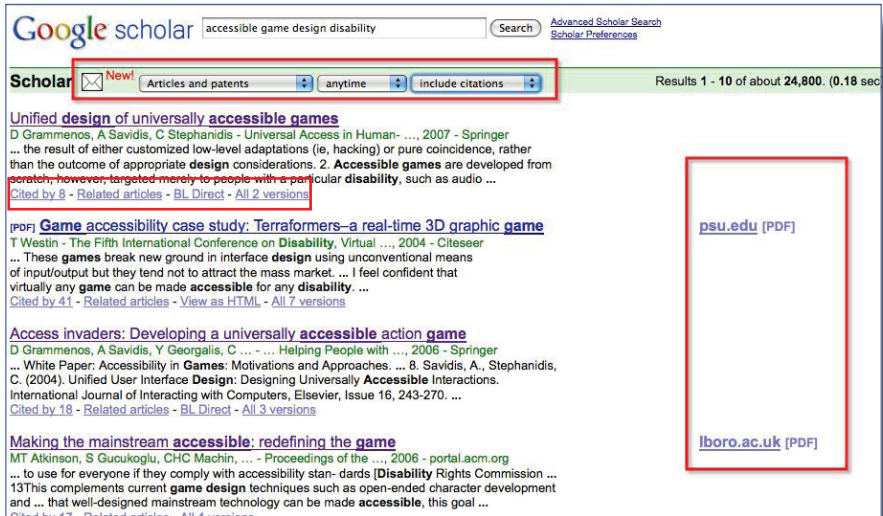 Google scholar accessible game design disability Search Advanced Scholar Search
Scholar Preferences
Scholar New! Articles and patents anytime include citations Results 1 - 10 of about 24,800. (0.18 sec
Unified design of universally accessible games
D Grammenos, A Savidis, C Stephanidis - Universal Access in Human- …, 2007 - Springer
... the result of either customized low-level adaptations (ie, hacking) or pure coincidence, rather
than the outcome of appropriate design considerations. 2. Accessible games are developed from
scratch, however, targeted merely to people with a particular disability, such as audio ...
Cited by 8 - Related articles - BL Direct - All 2 versions
[PDF] Game accessibility case study: Terraformers–a real-time 3D graphic game psu.edu [PDF]
T Westin - The Fifth International Conference on Disability, Virtual …, 2004 - Citeseer
... These games break new ground in interface design using unconventional means
of input/output but they tend not to attract the mass market. ... I feel confident that
virtually any game can be made accessible for any disability. ...
Cited by 41 - Related articles - View as HTML - All 7 versions
Access invaders: Developing a universally accessible action game
D Grammenos, A Savidis, Y Georgalis, C … - … Helping People with …, 2006 - Springer
... White Paper: Accessibility in Games: Motivations and Approaches. ... 8. Savidis, A., Stephanidis,
C. (2004). Unified User Interface Design: Designing Universally Accessible Interactions.
International Journal of Interacting with Computers, Elsevier, Issue 16, 243-270. ...
Cited by 18 - Related articles - BL Direct - All 3 versions
Making the mainstream accessible: redefining the game lboro.ac.uk [PDF]
MT Atkinson, S Gucukoglu, CHC Machin, … - Proceedings of the …, 2006 - portal.acm.org
... to use for everyone if they comply with accessibility stan- dards [Disability Rights Commission ...
13This complements current game design techniques such as open-ended character development
and ... that well-designed mainstream technology can be made accessible, this goal ...
Cited by 17 - Related articles - All 4 versions